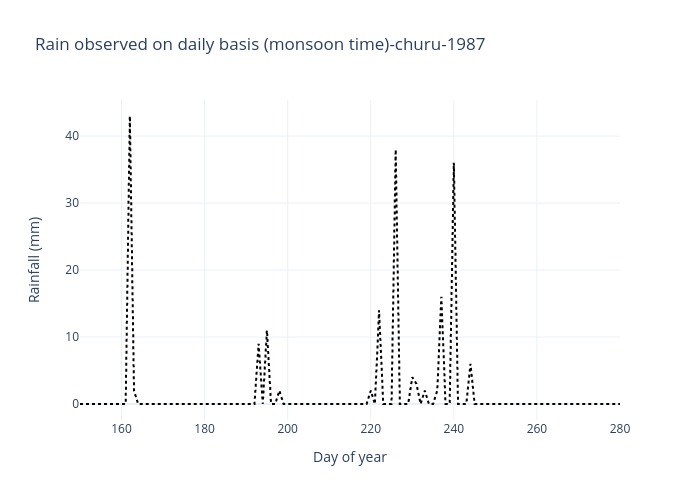 Rain observed on daily basis (monsoon time)-churu-1987
40
30
20
10
0
Rainfall (mm)
160 180 200 220 240 260 280
Day of year